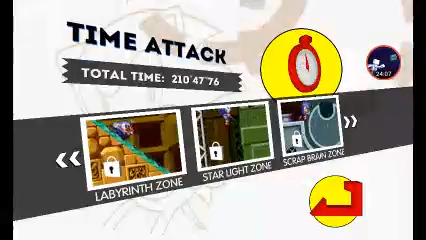 TIME ATTACK
TOTAL TIME: 210'47"76
24:07
LABYRINTH ZONE
STAR LIGHT ZONE
SCRAP BRAIN ZONE